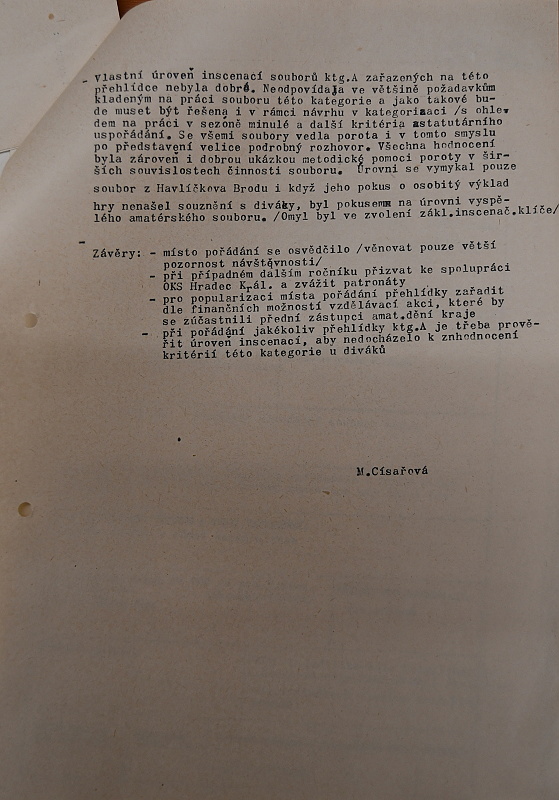 - Vlastní úroveň inscenací souborů ktg.A zařazených na této
přehlídce nebyla dobrá. Neodpovídaja ve většině požadavkům
kladeným na práci souboru této kategorie a jako takové bu-
de muset být řešena i v rámci návrhu v kategorizaci /s ohle-
dem na práci v sezóně minulé a další kritéria statutárního
uspořádání. Se všemi soubory vedla porota i v tomto smyslu
po představení velice podrobný rozhovor. Všechna hodnocení
byla zároveň i dobrou ukázkou metodické pomoci poroty v šir-
ších souvislostech činnosti souboru. Úrovní se vymykal pouze
soubor z Havlíčkova Brodu i když jeho pokus o osobitý výklad
hry nenašel souznění s diváky, byl pokusem na úrovni vyspě-
lého amatérského souboru. /Omyl byl ve zvolení zákl.inscenač.klíče/
-
Závěry: - místo pořádání se osvědčilo /věnovat pouze větší
pozornost návštěvnosti/
- při případném dalším ročníku přizvat ke spolupráci
OKS Hradec Král. a zvážit patronáty
- pro popularizaci místa pořádání přehlídky zařadit
dle finančních možností vzdělávací akci, které by
se zúčastnili přední zástupci amat.dění kraje
- při pořádání jakékoliv přehlídky ktg.A je třeba prově-
řit úroveň inscenací, aby nedocházelo k znhodnocení
kritérií této kategorie u diváků
M.Císařová